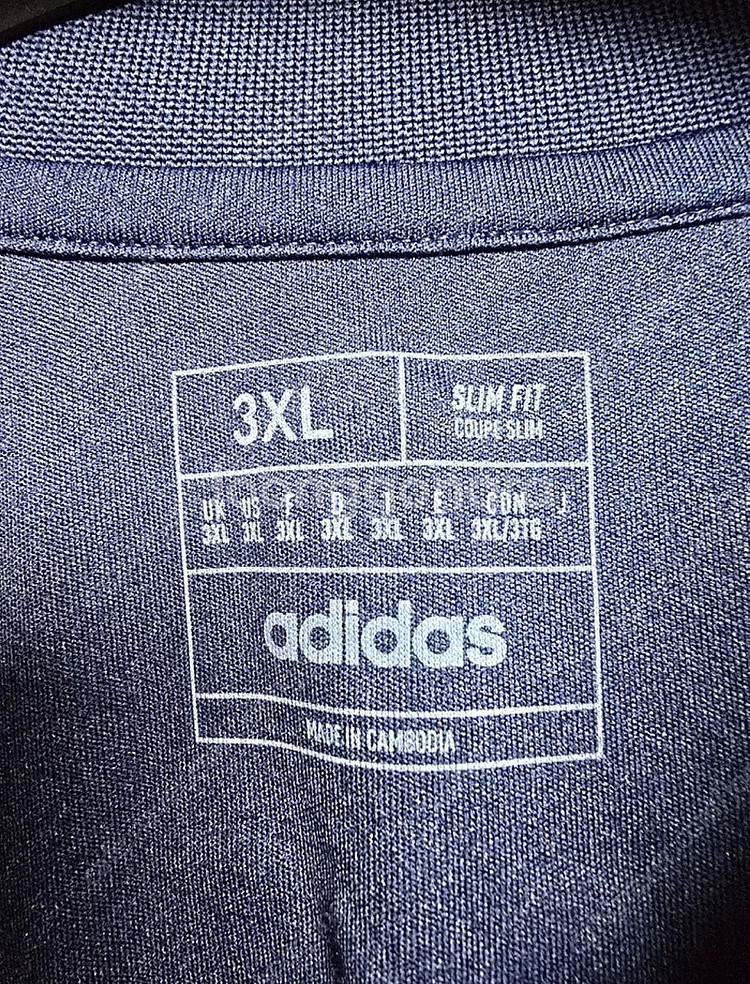 3XL
SLIM FIT
COUPE SLIM
UK US F D I E CDN J
3XL 3XL 3XL 3XL 3XL 3XL 3XL/3TG
adidas
MADE IN CAMBODIA